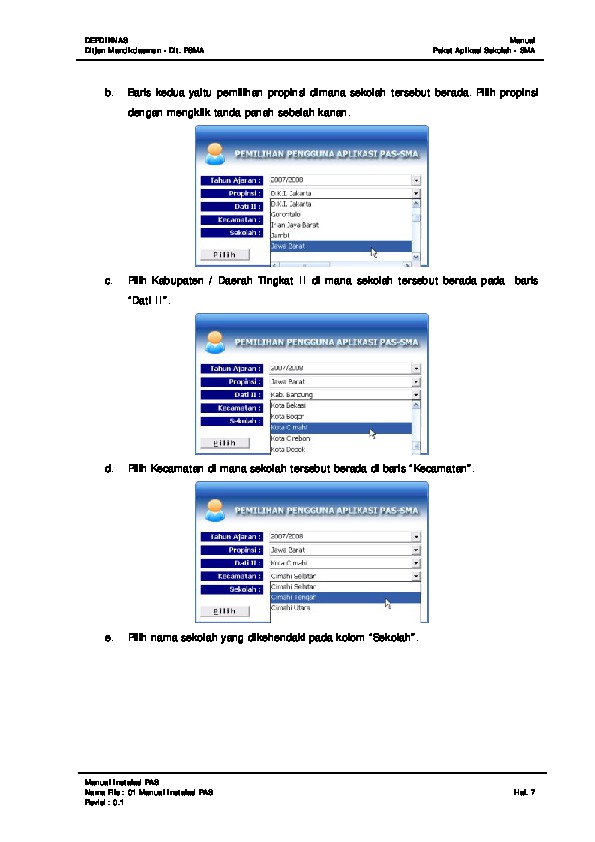 DEPDIKNAS Manual
Ditjen Mandikdasmen - Dit. PSMA Paket Aplikasi Sekolah - SMA
b. Baris kedua yaitu pemilihan propinsi dimana sekolah tersebut berada. Pilih propinsi
dengan mengklik tanda panah sebelah kanan.
PEMILIHAN PENGGUNA APLIKASI PAS-SMA
Tahun Ajaran : 2007/2008
Propinsi : D.K.I. Jakarta
Dati II : D.K.I. Jakarta
Gorontalo
Kecamatan : Irian Jaya Barat
Sekolah : Jambi
Jawa Barat
Pilih
c. Pilih Kabupaten / Daerah Tingkat II di mana sekolah tersebut berada pada baris
“Dati II”.
PEMILIHAN PENGGUNA APLIKASI PAS-SMA
Tahun Ajaran : 2007/2008
Propinsi : Jawa Barat
Dati II : Kab. Bandung
Kecamatan : Kota Bekasi
Kota Bogor
Sekolah : Kota Cimahi
Kota Cirebon
Pilih Kota Depok
d. Pilih Kecamatan di mana sekolah tersebut berada di baris “Kecamatan”.
PEMILIHAN PENGGUNA APLIKASI PAS-SMA
Tahun Ajaran : 2007/2008
Propinsi : Jawa Barat
Dati II : Kota Cimahi
Kecamatan : Cimahi Selatan
Sekolah : Cimahi Selatan
Cimahi Tengah
Pilih Cimahi Utara
e. Pilih nama sekolah yang dikehendaki pada kolom “Sekolah”.
Manual Instalasi PAS
Nama File : 01 Manual Instalasi PAS Hal. 7
Revisi : 0.1